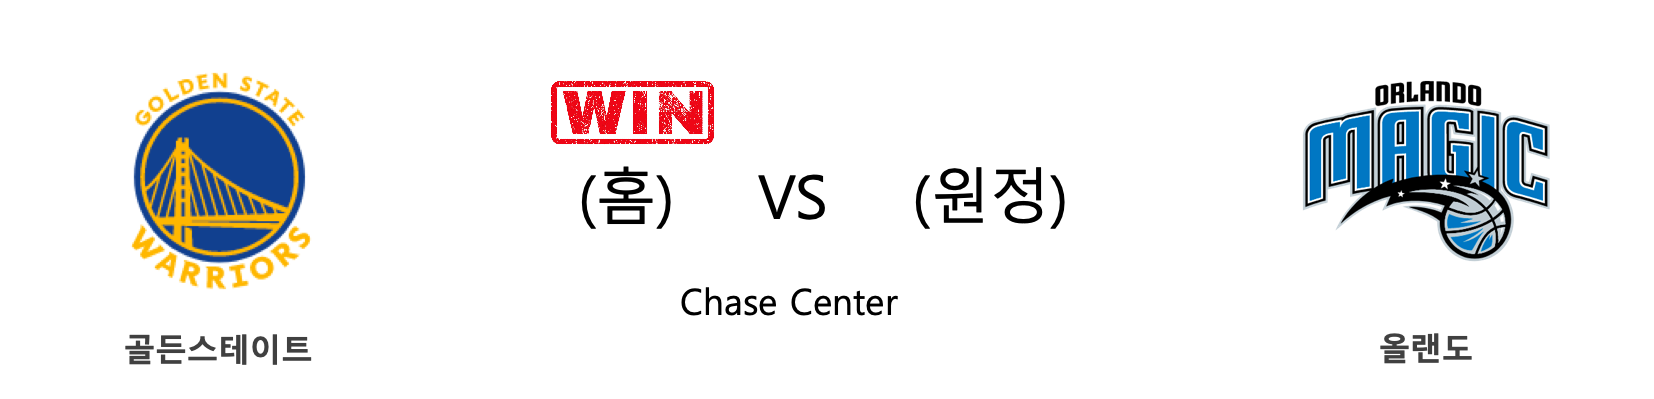 GOLDEN STATE
WARRIORS
골든스테이트
WIN
(홈) VS (원정)
Chase Center
ORLANDO
MAGIC
올랜도